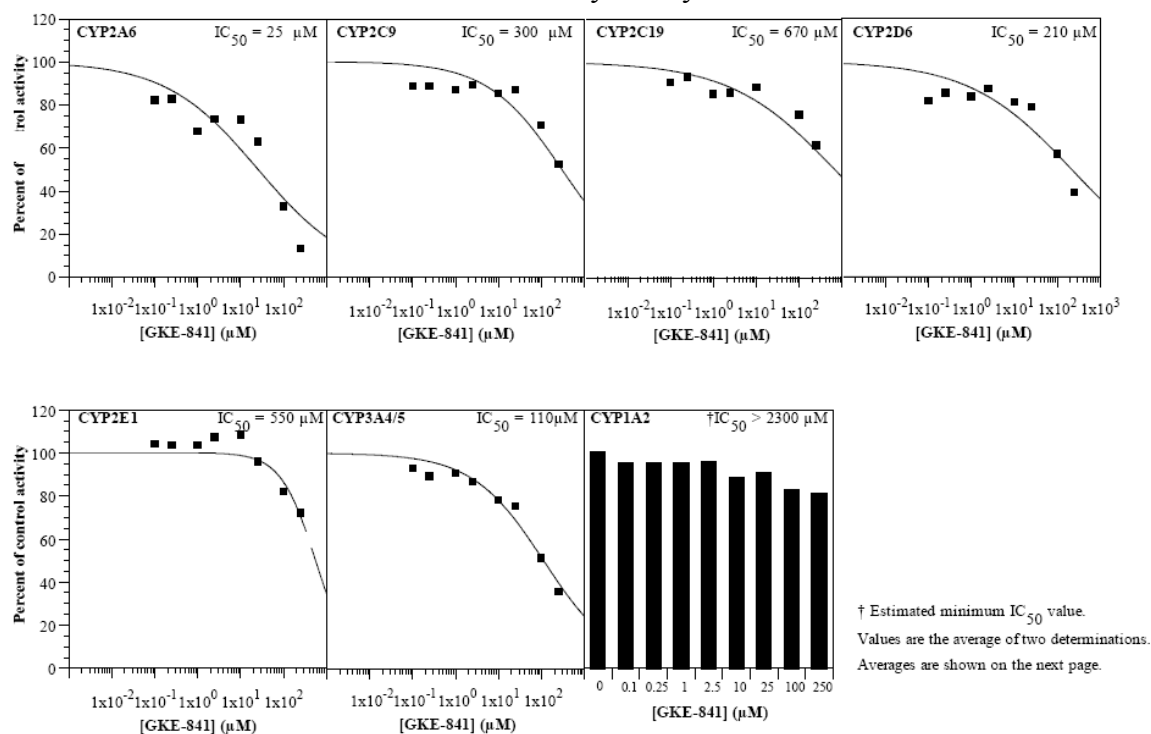 CYP2A6 IC50 = 25 µM
CYP2C9 IC50 = 300 µM
CYP2C19 IC50 = 670 µM
CYP2D6 IC50 = 210 µM
120
100
80
60
40
20
0
Percent of rol activity
1x10-2 1x10-1 1x100 1x101 1x102
[GKE-841] (µM)
1x10-2 1x10-1 1x100 1x101 1x102
[GKE-841] (µM)
1x10-2 1x10-1 1x100 1x101 1x102
[GKE-841] (µM)
1x10-2 1x10-1 1x100 1x101 1x102 1x103
[GKE-841] (µM)
CYP2E1 IC50 = 550 µM
CYP3A4/5 IC50 = 110µM
CYP1A2 †IC50 > 2300 µM
120
100
80
60
40
20
0
Percent of control activity
1x10-2 1x10-1 1x100 1x101 1x102
[GKE-841] (µM)
1x10-2 1x10-1 1x100 1x101 1x102
[GKE-841] (µM)
0 0.1 0.25 1 2.5 10 25 100 250
[GKE-841] (µM)
† Estimated minimum IC50 value.
Values are the average of two determinations.
Averages are shown on the next page.